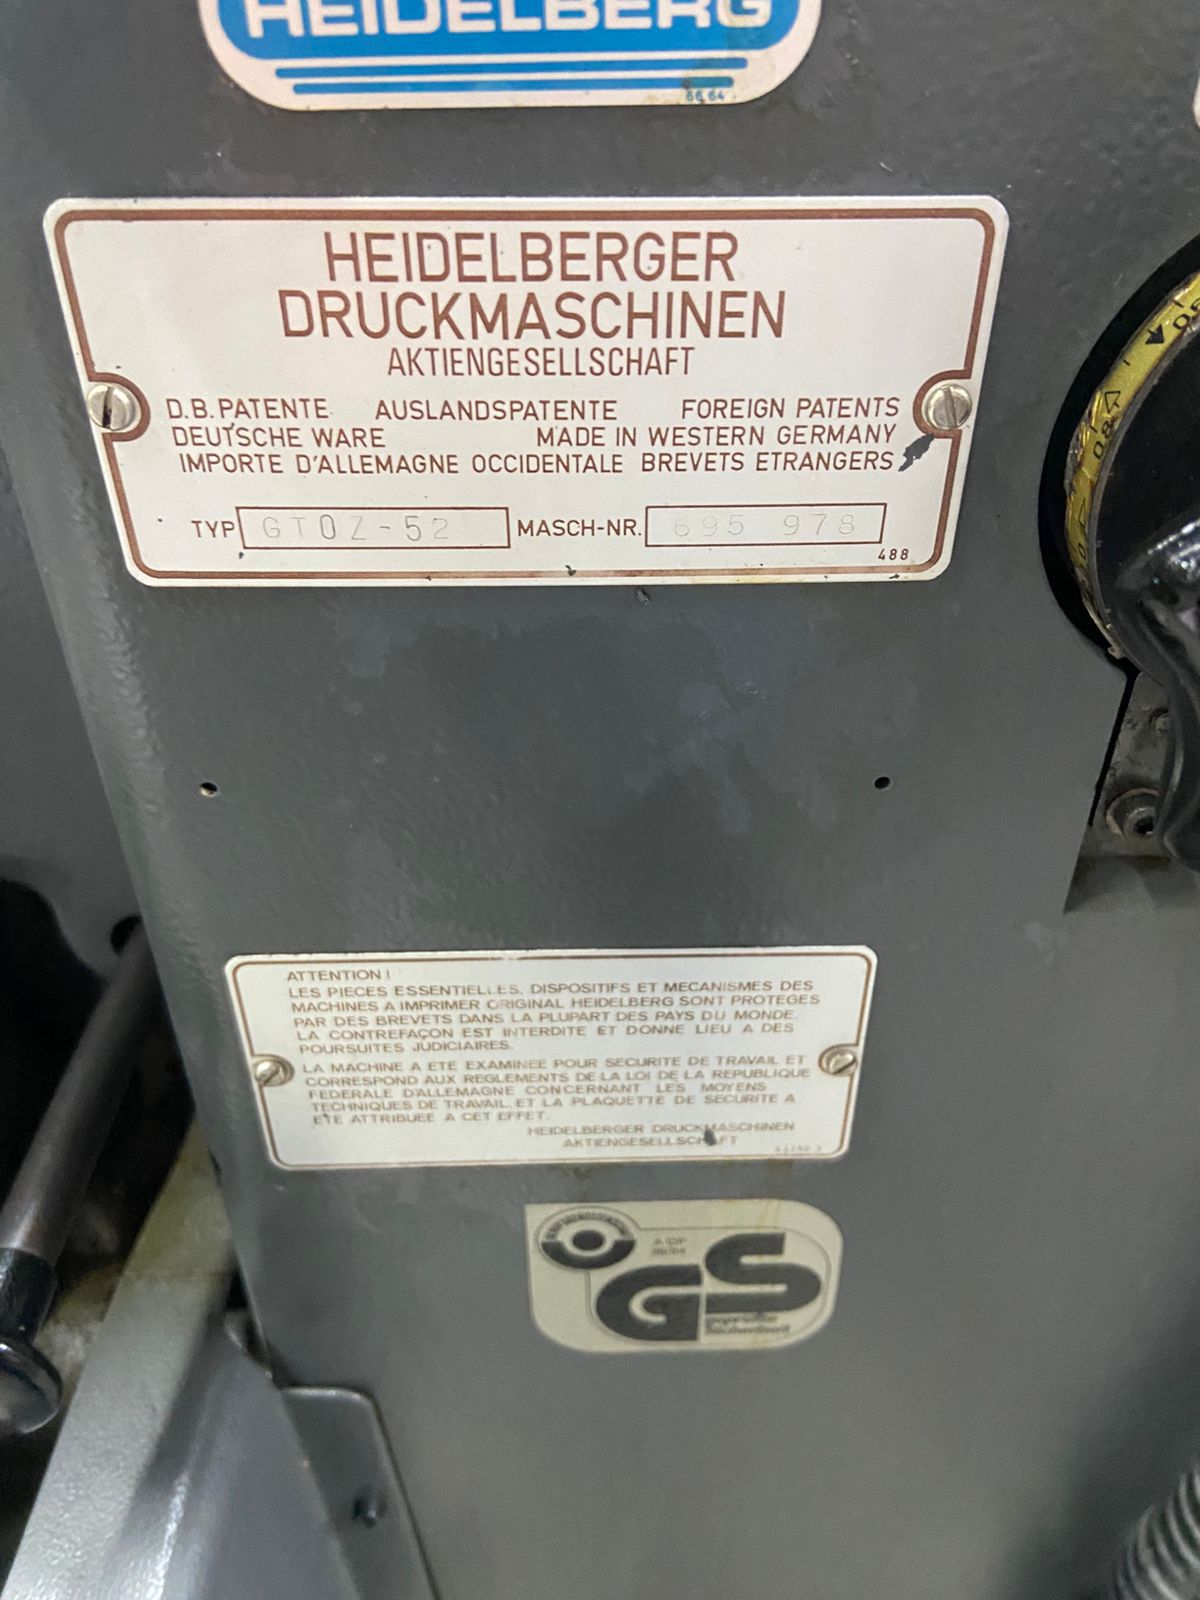 HEIDELBERG
66 64
HEIDELBERGER
DRUCKMASCHINEN
AKTIENGESELLSCHAFT
D.B. PATENTE AUSLANDSPATENTE FOREIGN PATENTS
DEUTSCHE WARE MADE IN WESTERN GERMANY
IMPORTE D'ALLEMAGNE OCCIDENTALE BREVETS ETRANGERS
TYP GTOZ-52 MASCH-NR. 695 978
488
ATTENTION !
LES PIECES ESSENTIELLES, DISPOSITIFS ET MECANISMES DES
MACHINES A IMPRIMER ORIGINAL HEIDELBERG SONT PROTEGES
PAR DES BREVETS DANS LA PLUPART DES PAYS DU MONDE.
LA CONTREFAÇON EST INTERDITE ET DONNE LIEU A DES
POURSUITES JUDICIAIRES.
LA MACHINE A ETE EXAMINEE POUR SECURITE DE TRAVAIL ET
CORRESPOND AUX REGLEMENTS DE LA LOI DE LA REPUBLIQUE
FEDERALE D'ALLEMAGNE CONCERNANT LES MOYENS
TECHNIQUES DE TRAVAIL, ET LA PLAQUETTE DE SECURITE A
ETE ATTRIBUEE A CET EFFET.
HEIDELBERGER DRUCKMASCHINEN
AKTIENGESELLSCHAFT
GS
geprüfte
Sicherheit